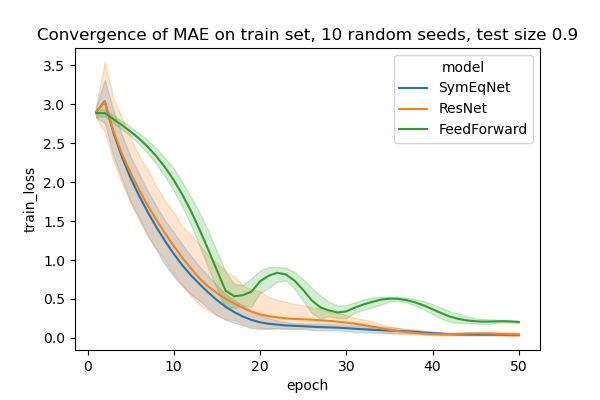 Convergence of MAE on train set, 10 random seeds, test size 0.9
model
SymEqNet
ResNet
FeedForward
train_loss
3.5
3.0
2.5
2.0
1.5
1.0
0.5
0.0
0 10 20 30 40 50
epoch